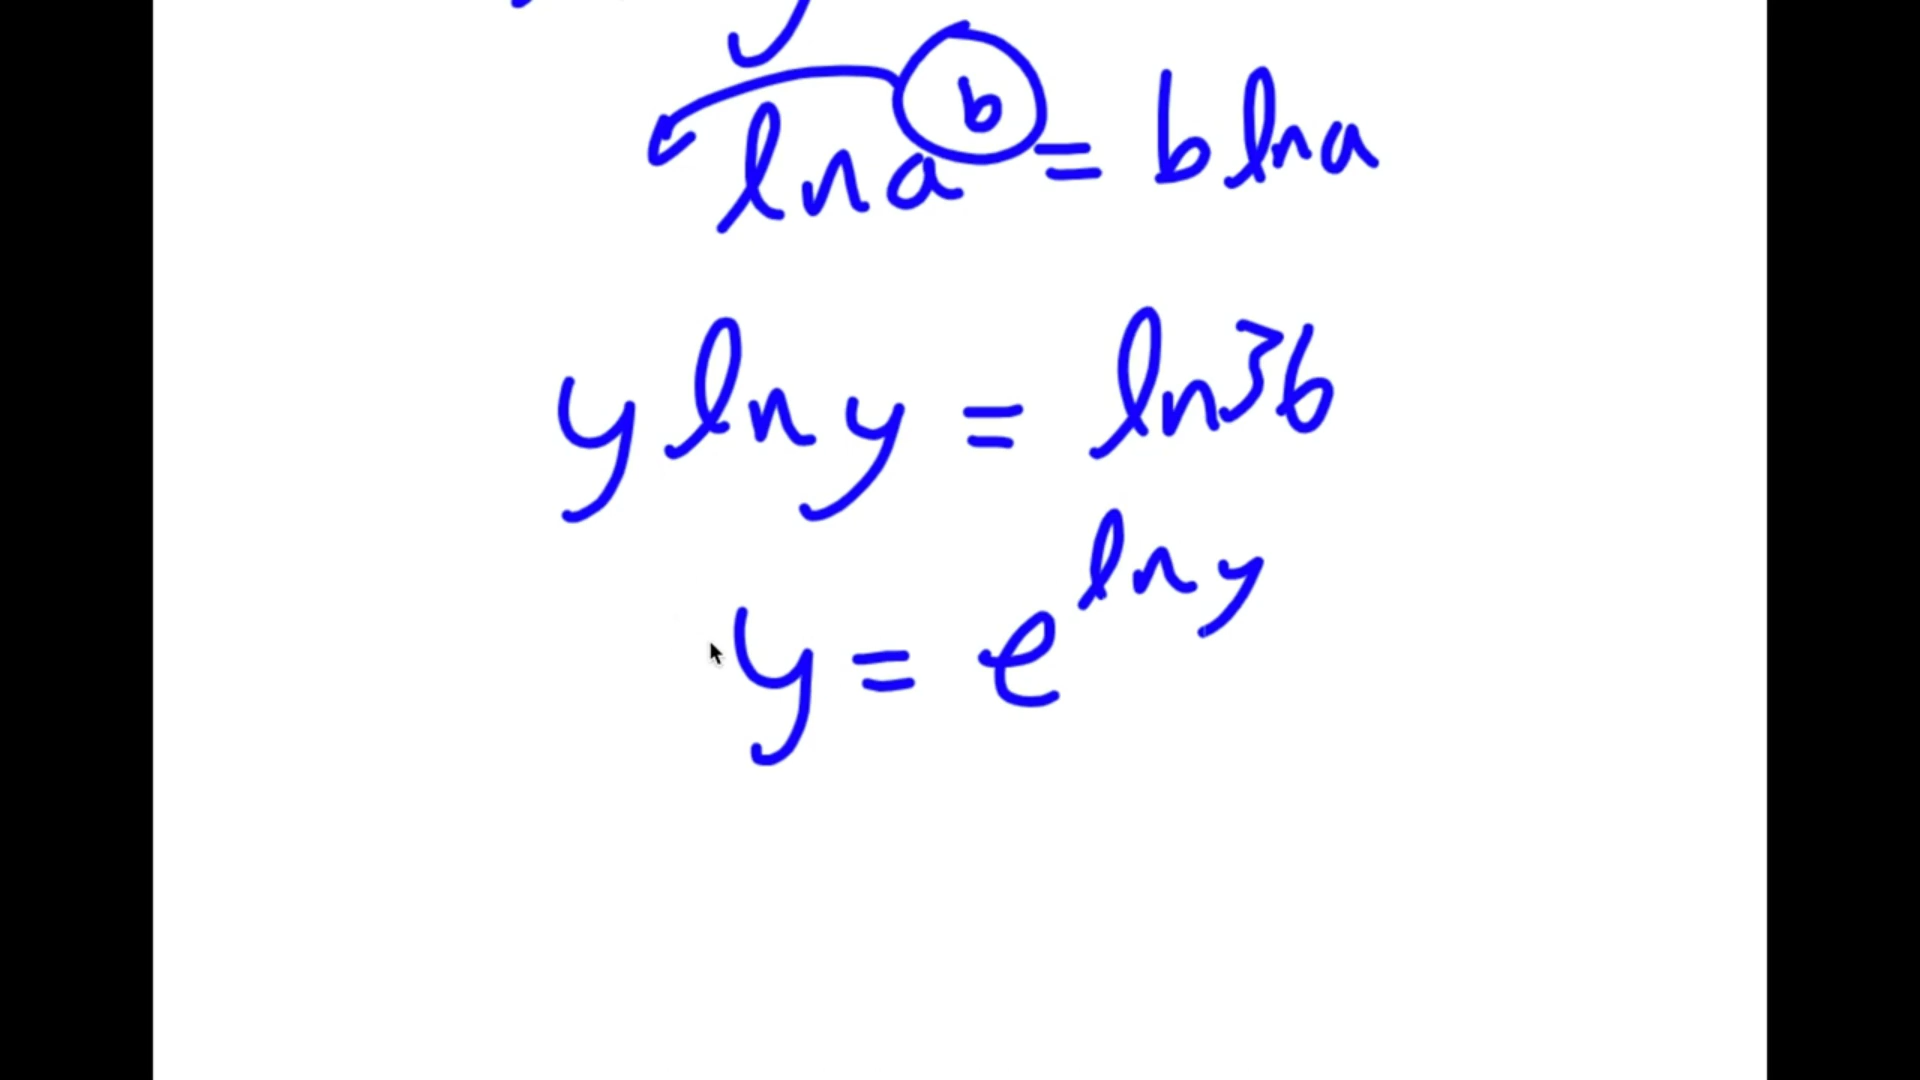 y
ln a^b = b ln a
y ln y = ln 36
y = e^ln y